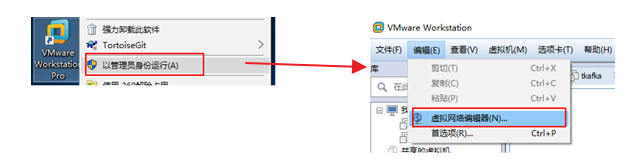 强力卸载此软件
TortoiseGit
VMware
Workstation
Pro
以管理员身份运行(A)
VMware Workstation
文件(F) 编辑(E) 查看(V) 虚拟机(M) 选项卡(T) 帮助(H)
库
剪切(T) Ctrl+X
tkafka
复制(C) Ctrl+C
在此
粘贴(P) Ctrl+V
虚拟网络编辑器(N)...
首选项(R)... Ctrl+P
共享的虚拟机